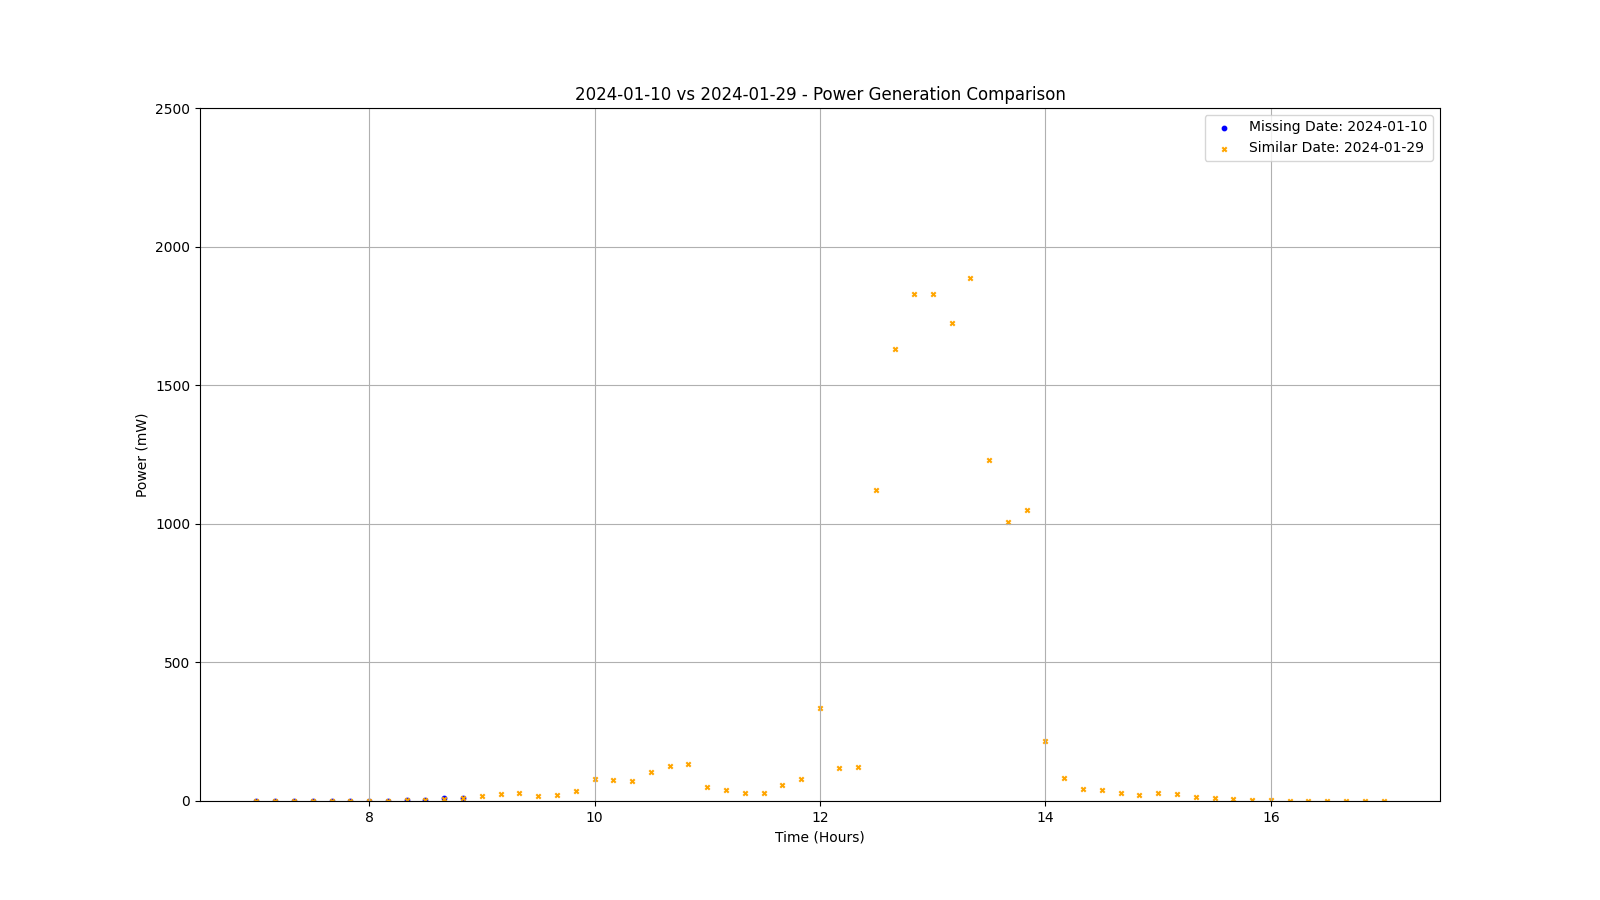 2024-01-10 vs 2024-01-29 - Power Generation Comparison
Missing Date: 2024-01-10
Similar Date: 2024-01-29
2500
2000
1500
1000
500
0
Power (mW)
8 10 12 14 16
Time (Hours)